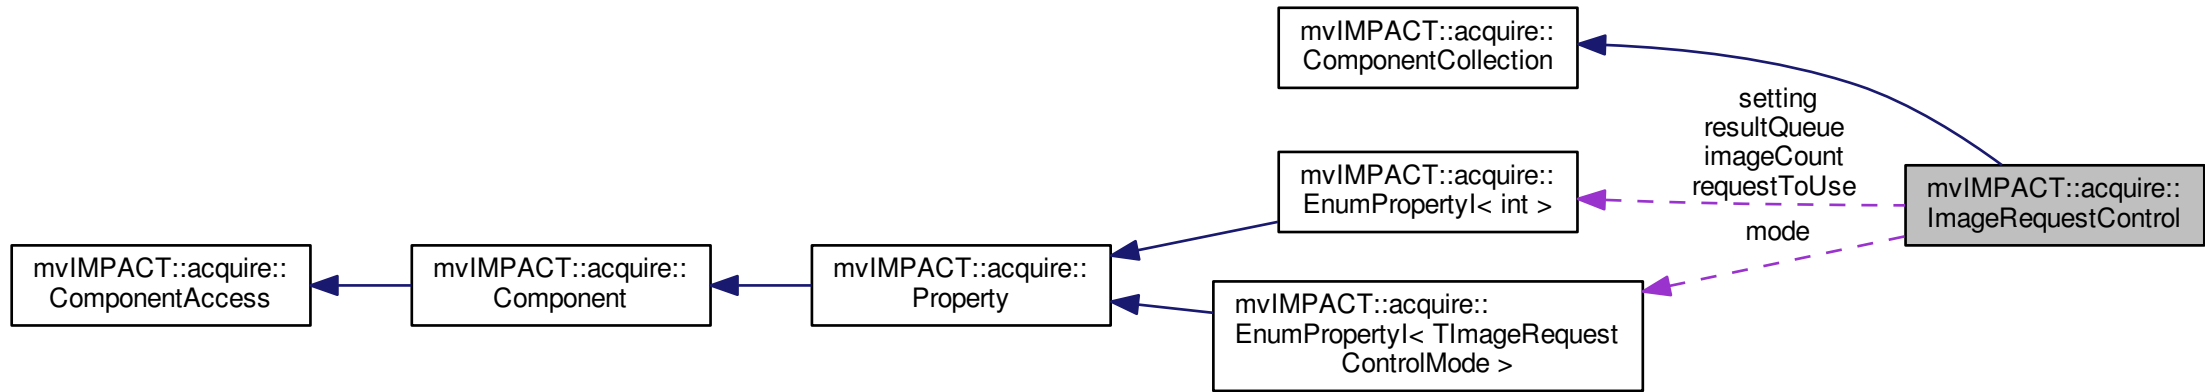 mvIMPACT::acquire::
ComponentCollection
setting
resultQueue
imageCount
requestToUse
mvIMPACT::acquire::
EnumPropertyI< int >
mvIMPACT::acquire::
ImageRequestControl
mode
mvIMPACT::acquire::
ComponentAccess
mvIMPACT::acquire::
Component
mvIMPACT::acquire::
Property
mvIMPACT::acquire::
EnumPropertyI< TImageRequest
ControlMode >